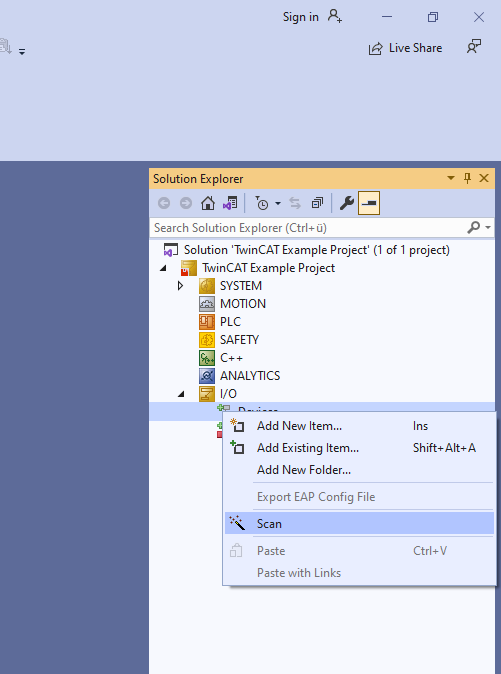 Sign in
Live Share
Solution Explorer
Search Solution Explorer (Ctrl+ü)
Solution 'TwinCAT Example Project' (1 of 1 project)
TwinCAT Example Project
SYSTEM
MOTION
PLC
SAFETY
C++
ANALYTICS
I/O
Devices
Add New Item... Ins
Add Existing Item... Shift+Alt+A
Add New Folder...
Export EAP Config File
Scan
Paste Ctrl+V
Paste with Links